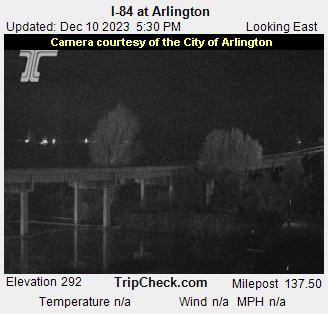 I-84 at Arlington
Updated: Dec 10 2023 5:30 PM Looking East
Camera courtesy of the City of Arlington
Elevation 292 TripCheck.com Milepost 137.50
Temperature n/a Wind n/a MPH n/a